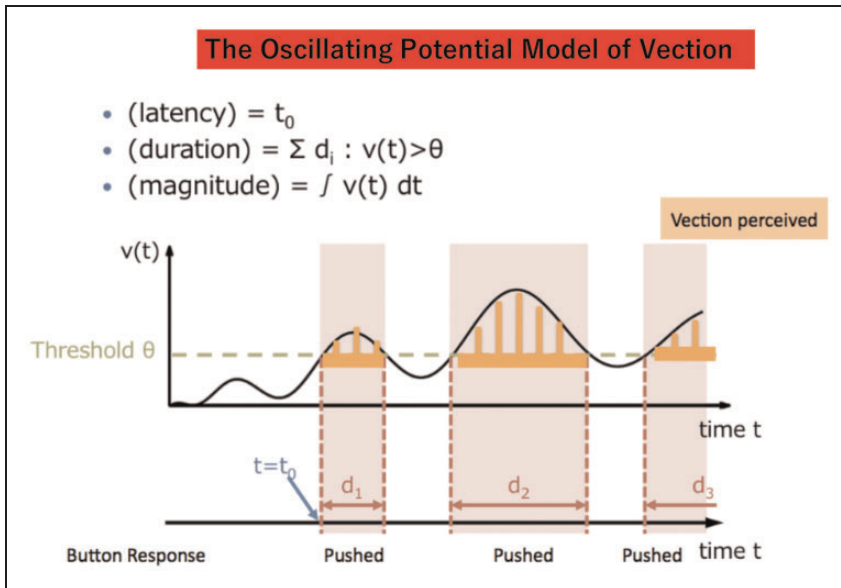 The Oscillating Potential Model of Vection
• (latency) = t₀
• (duration) = Σ dᵢ : v(t)>θ
• (magnitude) = ∫ v(t) dt
Vection perceived
v(t)
Threshold θ
time t
t=t₀
d₁
d₂
d₃
Button Response
Pushed
Pushed
Pushed
time t